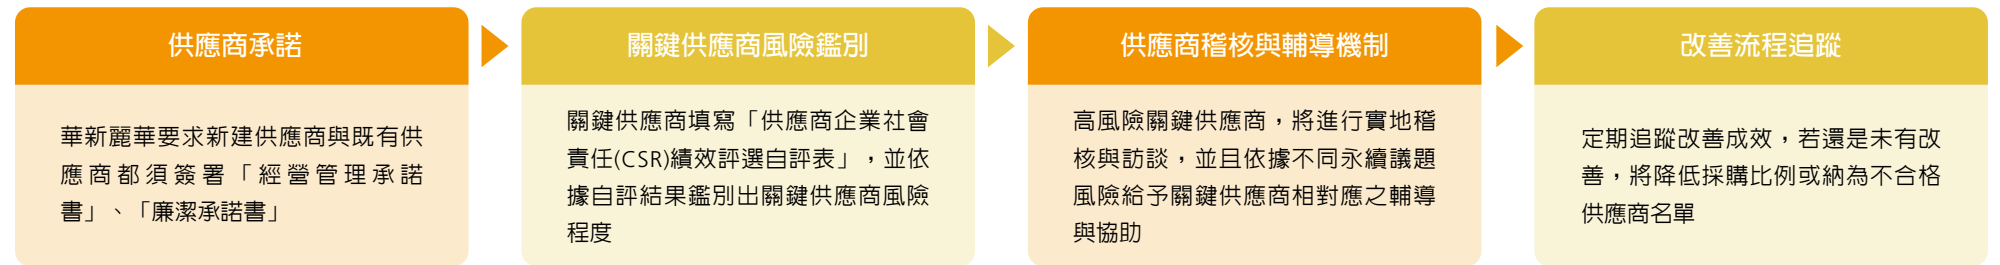 供應商承諾
華新麗華要求新建供應商與既有供
應商都須簽署「經營管理承諾
書」、「廉潔承諾書」
關鍵供應商風險鑑別
關鍵供應商填寫「供應商企業社會
責任(CSR)績效評選自評表」，並依
據自評結果鑑別出關鍵供應商風險
程度
供應商稽核與輔導機制
高風險關鍵供應商，將進行實地稽
核與訪談，並且依據不同永續議題
風險給予關鍵供應商相對應之輔導
與協助
改善流程追蹤
定期追蹤改善成效，若還是未有改
善，將降低採購比例或納為不合格
供應商名單